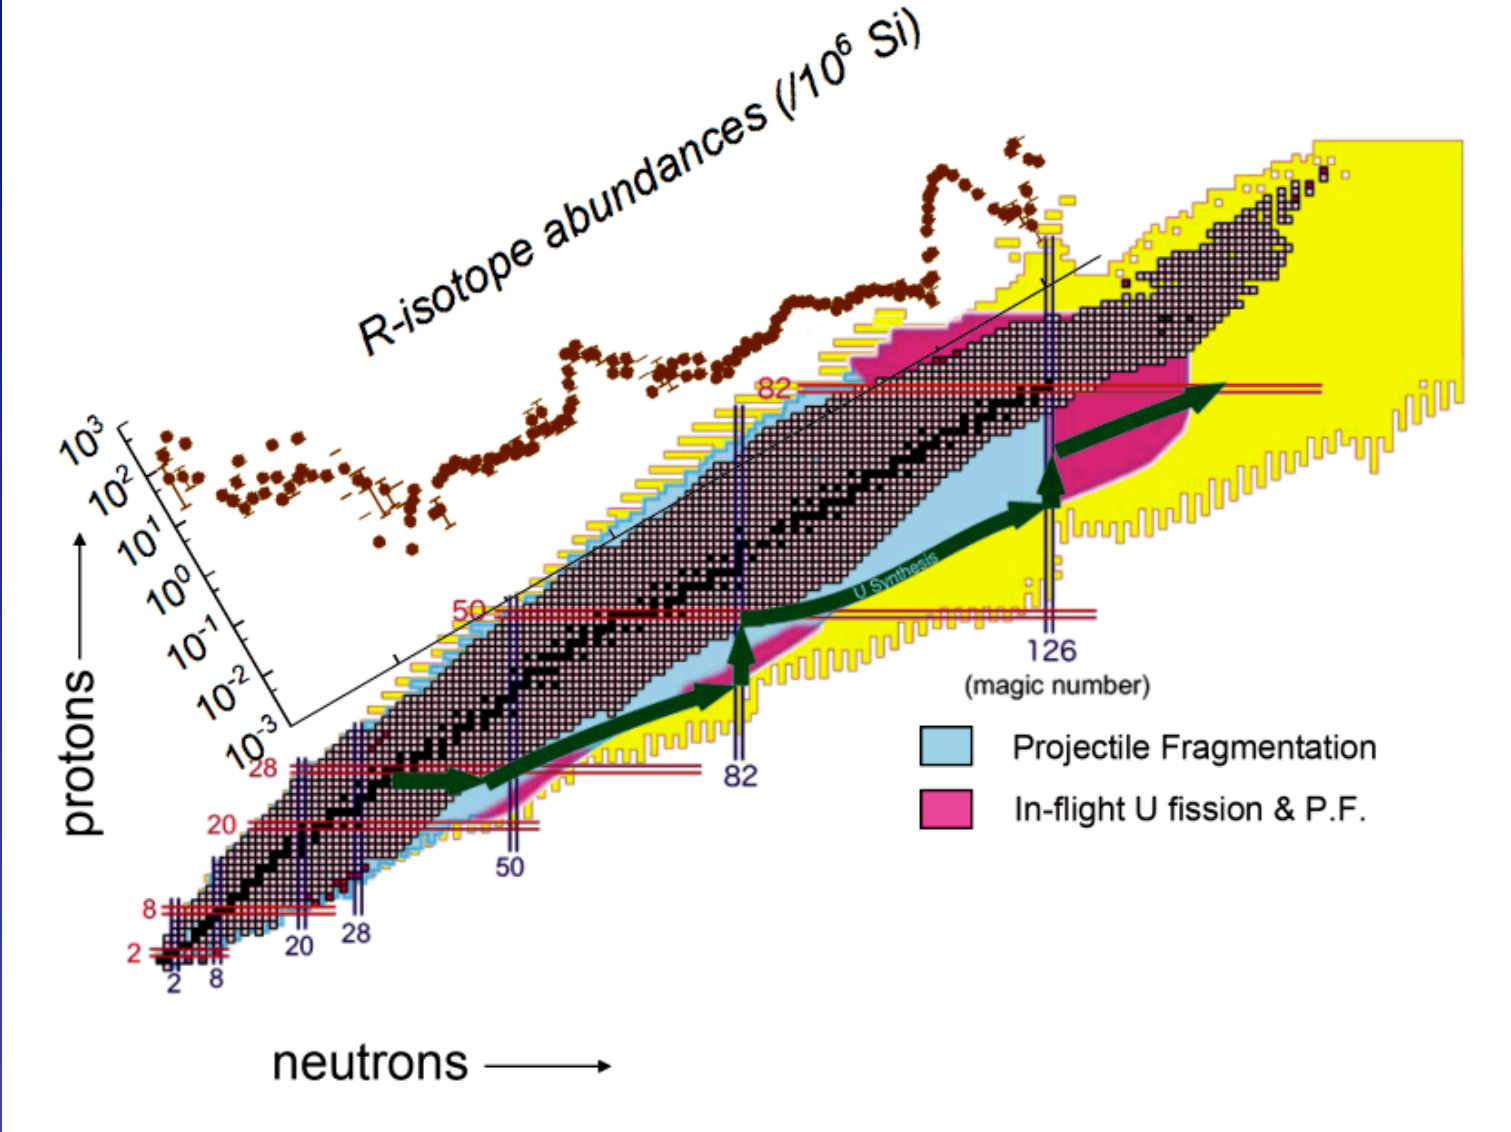 R-isotope abundances (/10⁶ Si)
10³
10²
10¹
10⁰
10⁻¹
10⁻²
10⁻³
protons
82
50
28
20
8
2
U Synthesis
2
8
20
28
50
82
126
(magic number)
Projectile Fragmentation
In-flight U fission & P.F.
neutrons